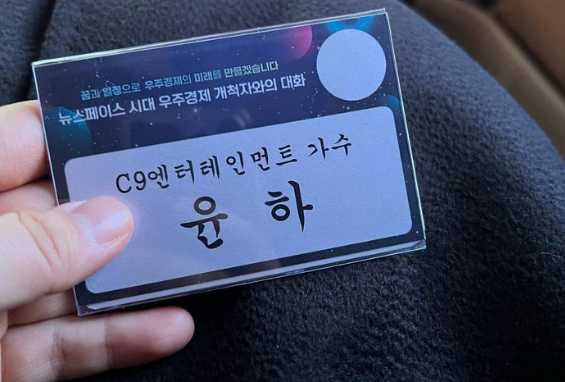 꿈과 열정으로 우주경제의 미래를 만들겠습니다
뉴스페이스 시대 우주경제 개척자와의 대화
C9엔터테인먼트 가수
윤 하